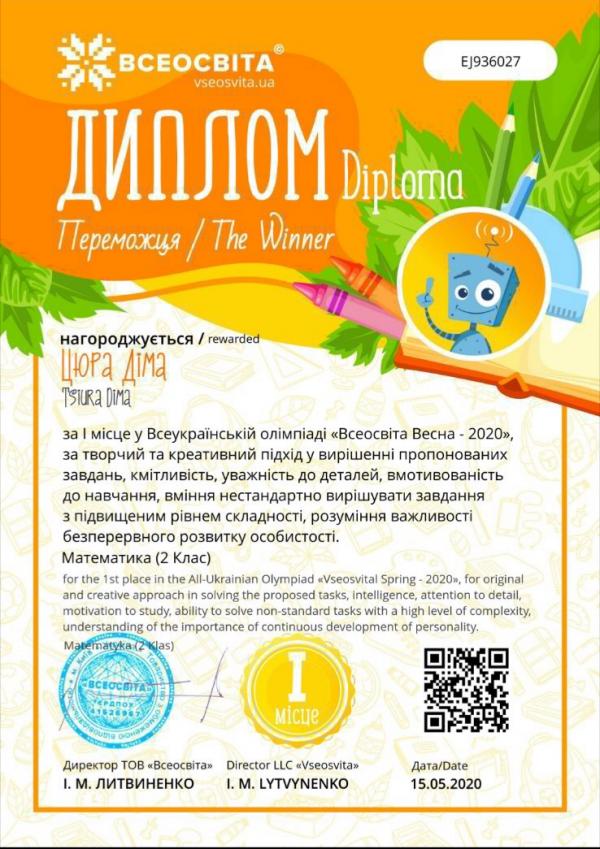 ВСЕОСВІТА©
vseosvita.ua
EJ936027
ДИПЛОМ Diploma
Переможця / The Winner
нагороджується / rewarded
Цюра Діма
Tsiura Dima
за І місце у Всеукраїнській олімпіаді «Всеосвіта Весна - 2020»,
за творчий та креативний підхід у вирішенні пропонованих
завдань, кмітливість, уважність до деталей, вмотивованість
до навчання, вміння нестандартно вирішувати завдання
з підвищеним рівнем складності, розуміння важливості
безперервного розвитку особистості.
Математика (2 Клас)
for the 1st place in the All-Ukrainian Olympiad «Vseosvital Spring - 2020», for original
and creative approach in solving the proposed tasks, intelligence, attention to detail,
motivation to study, ability to solve non-standard tasks with a high level of complexity,
understanding of the importance of continuous development of personality.
Matematyka (2 Klas)
«ВСЕОСВІТА»
І
місце
Директор ТОВ «Всеосвіта»
І. М. ЛИТВИНЕНКО
Director LLC «Vseosvita»
I. M. LYTVYNENKO
Дата/Date
15.05.2020